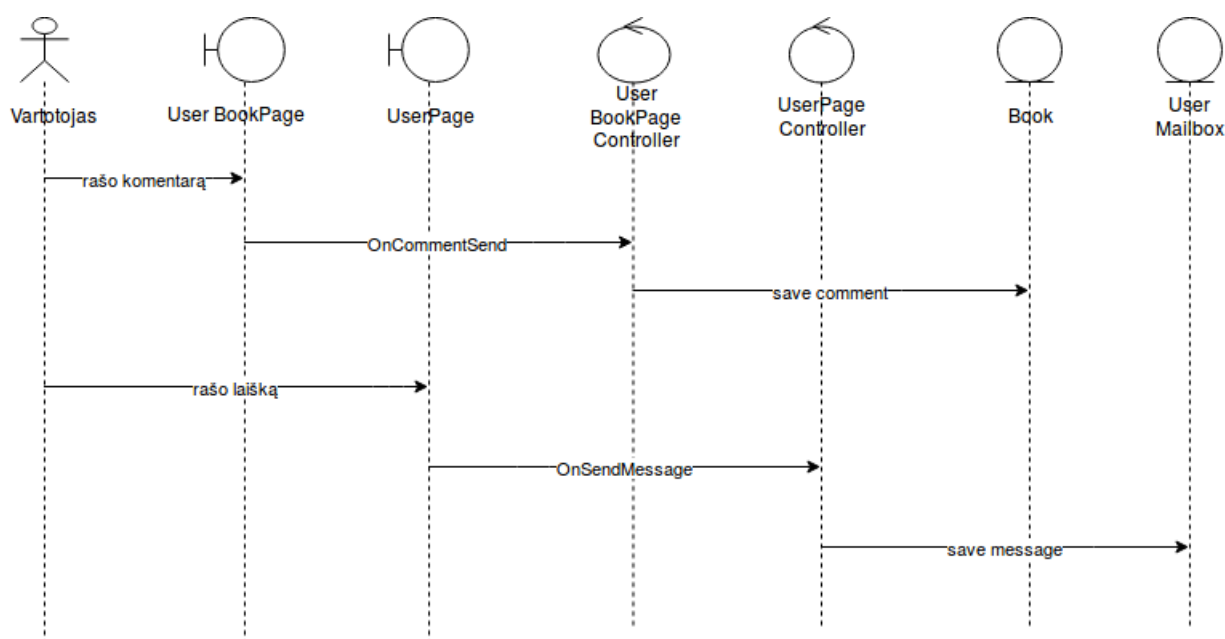 Vartotojas
User BookPage
UserPage
User
BookPage
Controller
UserPage
Controller
Book
User
Mailbox
rašo komentarą
OnCommentSend
save comment
rašo laišką
OnSendMessage
save message